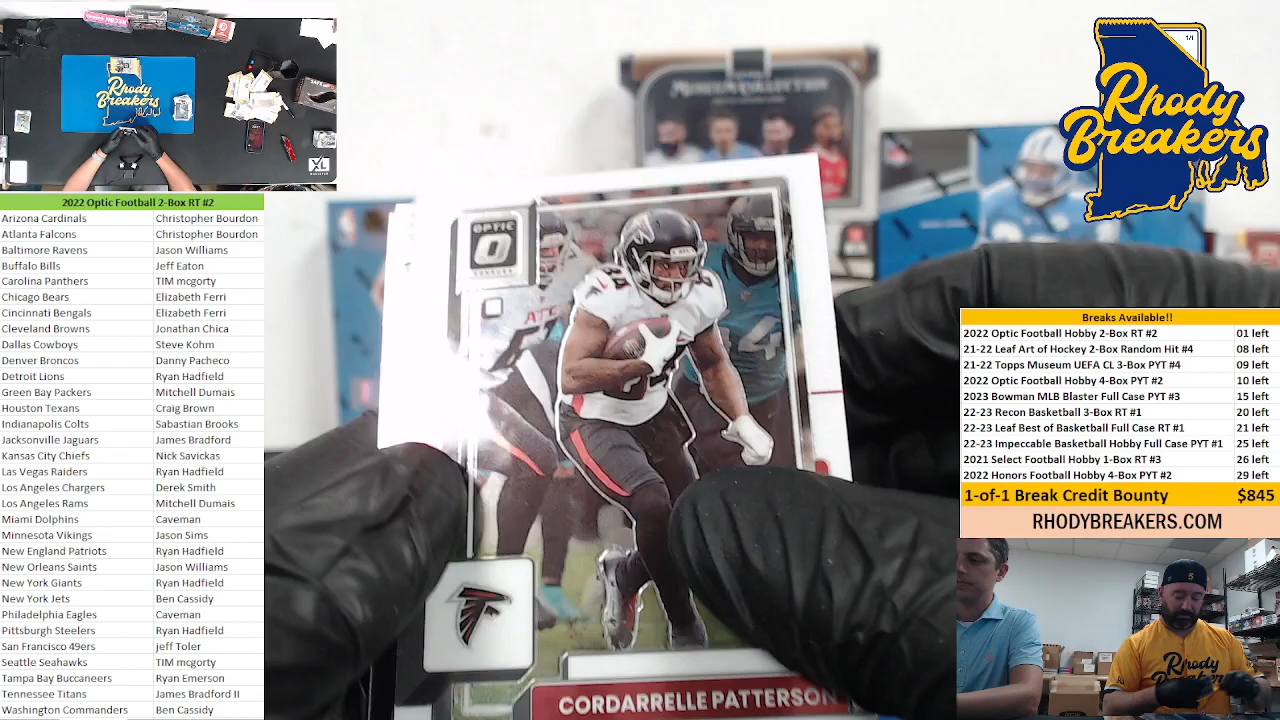 Rhody
Breakers
XL
2022 Optic Football 2-Box RT #2
Arizona Cardinals Christopher Bourdon
Atlanta Falcons Christopher Bourdon
Baltimore Ravens Jason Williams
Buffalo Bills Jeff Eaton
Carolina Panthers TIM mcgorty
Chicago Bears Elizabeth Ferri
Cincinnati Bengals Elizabeth Ferri
Cleveland Browns Jonathan Chica
Dallas Cowboys Steve Kohm
Denver Broncos Danny Pacheco
Detroit Lions Ryan Hadfield
Green Bay Packers Mitchell Dumais
Houston Texans Craig Brown
Indianapolis Colts Sabastian Brooks
Jacksonville Jaguars James Bradford
Kansas City Chiefs Nick Savickas
Las Vegas Raiders Ryan Hadfield
Los Angeles Chargers Derek Smith
Los Angeles Rams Mitchell Dumais
Miami Dolphins Caveman
Minnesota Vikings Jason Sims
New England Patriots Ryan Hadfield
New Orleans Saints Jason Williams
New York Giants Ryan Hadfield
New York Jets Ben Cassidy
Philadelphia Eagles Caveman
Pittsburgh Steelers Ryan Hadfield
San Francisco 49ers jeff Toler
Seattle Seahawks TIM mcgorty
Tampa Bay Buccaneers Ryan Emerson
Tennessee Titans James Bradford II
Washington Commanders Ben Cassidy
MUSEUM COLLECTION
OPTIC
DONRUSS
CORDARRELLE PATTERSON
1/1
Rhody
Breakers
Breaks Available!!
2022 Optic Football Hobby 2-Box RT #2 01 left
21-22 Leaf Art of Hockey 2-Box Random Hit #4 08 left
21-22 Topps Museum UEFA CL 3-Box PYT #4 09 left
2022 Optic Football Hobby 4-Box PYT #2 10 left
2023 Bowman MLB Blaster Full Case PYT #3 15 left
22-23 Recon Basketball 3-Box RT #1 20 left
22-23 Leaf Best of Basketball Full Case RT #1 21 left
22-23 Impeccable Basketball Hobby Full Case PYT #1 25 left
2021 Select Football Hobby 1-Box RT #3 26 left
2022 Honors Football Hobby 4-Box PYT #2 29 left
1-of-1 Break Credit Bounty $845
RHODYBREAKERS.COM
Rhody
Breakers